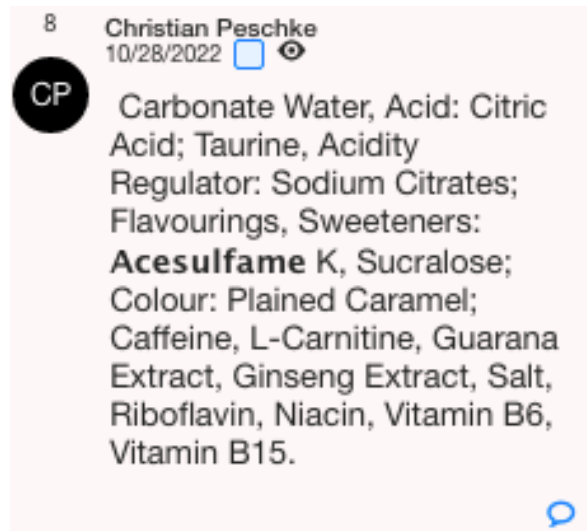 8
Christian Peschke
10/28/2022
CP
Carbonate Water, Acid: Citric
Acid; Taurine, Acidity
Regulator: Sodium Citrates;
Flavourings, Sweeteners:
Acesulfame K, Sucralose;
Colour: Plained Caramel;
Caffeine, L-Carnitine, Guarana
Extract, Ginseng Extract, Salt,
Riboflavin, Niacin, Vitamin B6,
Vitamin B15.